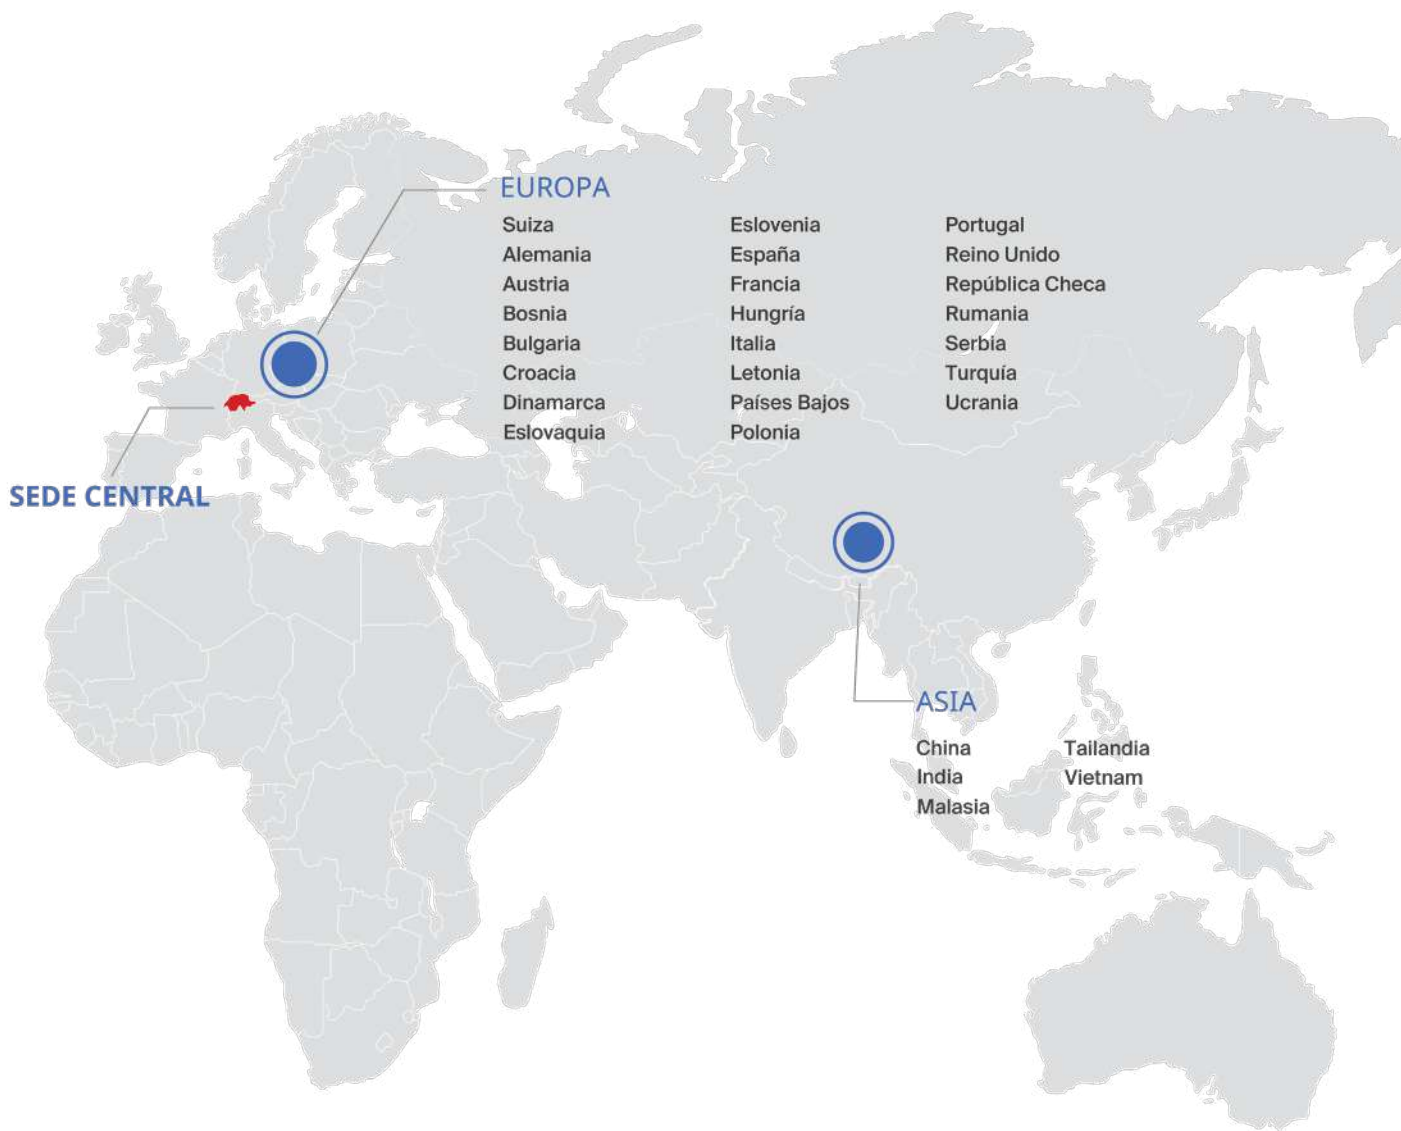 EUROPA
Suiza
Alemania
Austria
Bosnia
Bulgaria
Croacia
Dinamarca
Eslovaquia
Eslovenia
España
Francia
Hungría
Italia
Letonia
Países Bajos
Polonia
Portugal
Reino Unido
República Checa
Rumania
Serbia
Turquía
Ucrania
SEDE CENTRAL
ASIA
China
India
Malasia
Tailandia
Vietnam